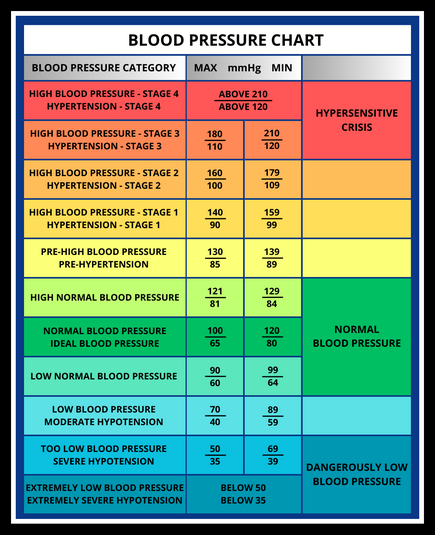 BLOOD PRESSURE CHART
BLOOD PRESSURE CATEGORY
MAX mmHg MIN
HIGH BLOOD PRESSURE - STAGE 4
HYPERTENSION - STAGE 4
ABOVE 210
ABOVE 120
HYPERSENSITIVE
CRISIS
HIGH BLOOD PRESSURE - STAGE 3
HYPERTENSION - STAGE 3
180
110
210
120
HIGH BLOOD PRESSURE - STAGE 2
HYPERTENSION - STAGE 2
160
100
179
109
HIGH BLOOD PRESSURE - STAGE 1
HYPERTENSION - STAGE 1
140
90
159
99
PRE-HIGH BLOOD PRESSURE
PRE-HYPERTENSION
130
85
139
89
HIGH NORMAL BLOOD PRESSURE
121
81
129
84
NORMAL BLOOD PRESSURE
IDEAL BLOOD PRESSURE
100
65
120
80
NORMAL
BLOOD PRESSURE
LOW NORMAL BLOOD PRESSURE
90
60
99
64
LOW BLOOD PRESSURE
MODERATE HYPOTENSION
70
40
89
59
TOO LOW BLOOD PRESSURE
SEVERE HYPOTENSION
50
35
69
39
DANGEROUSLY LOW
BLOOD PRESSURE
EXTREMELY LOW BLOOD PRESSURE
EXTREMELY SEVERE HYPOTENSION
BELOW 50
BELOW 35